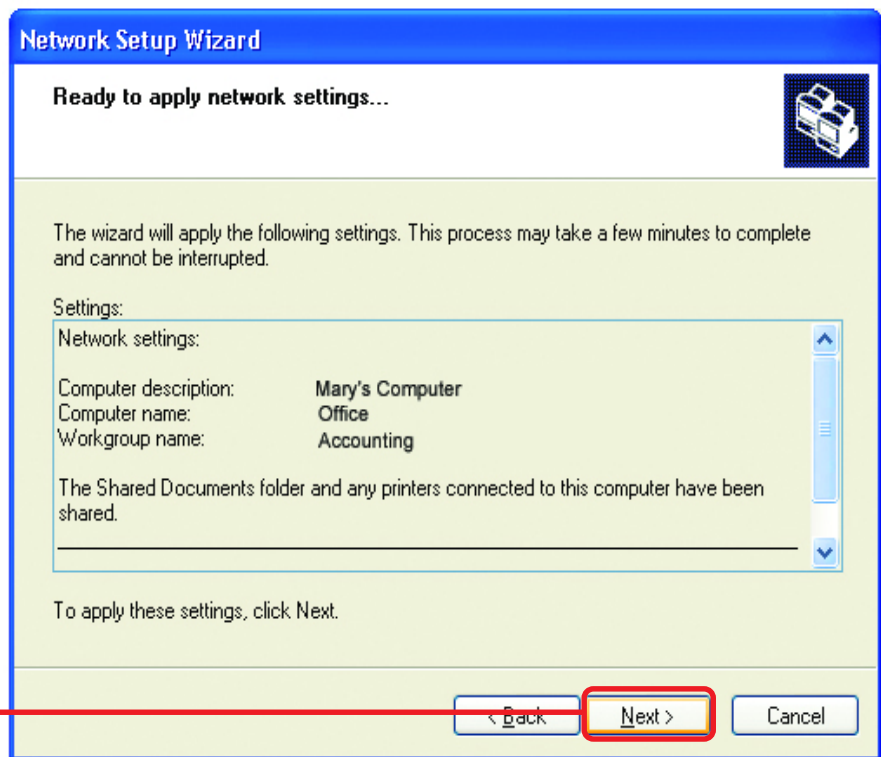 Network Setup Wizard
Ready to apply network settings...
The wizard will apply the following settings. This process may take a few minutes to complete
and cannot be interrupted.
Settings:
Network settings:
Computer description: Mary's Computer
Computer name: Office
Workgroup name: Accounting
The Shared Documents folder and any printers connected to this computer have been
shared.
To apply these settings, click Next.
< Back Next > Cancel